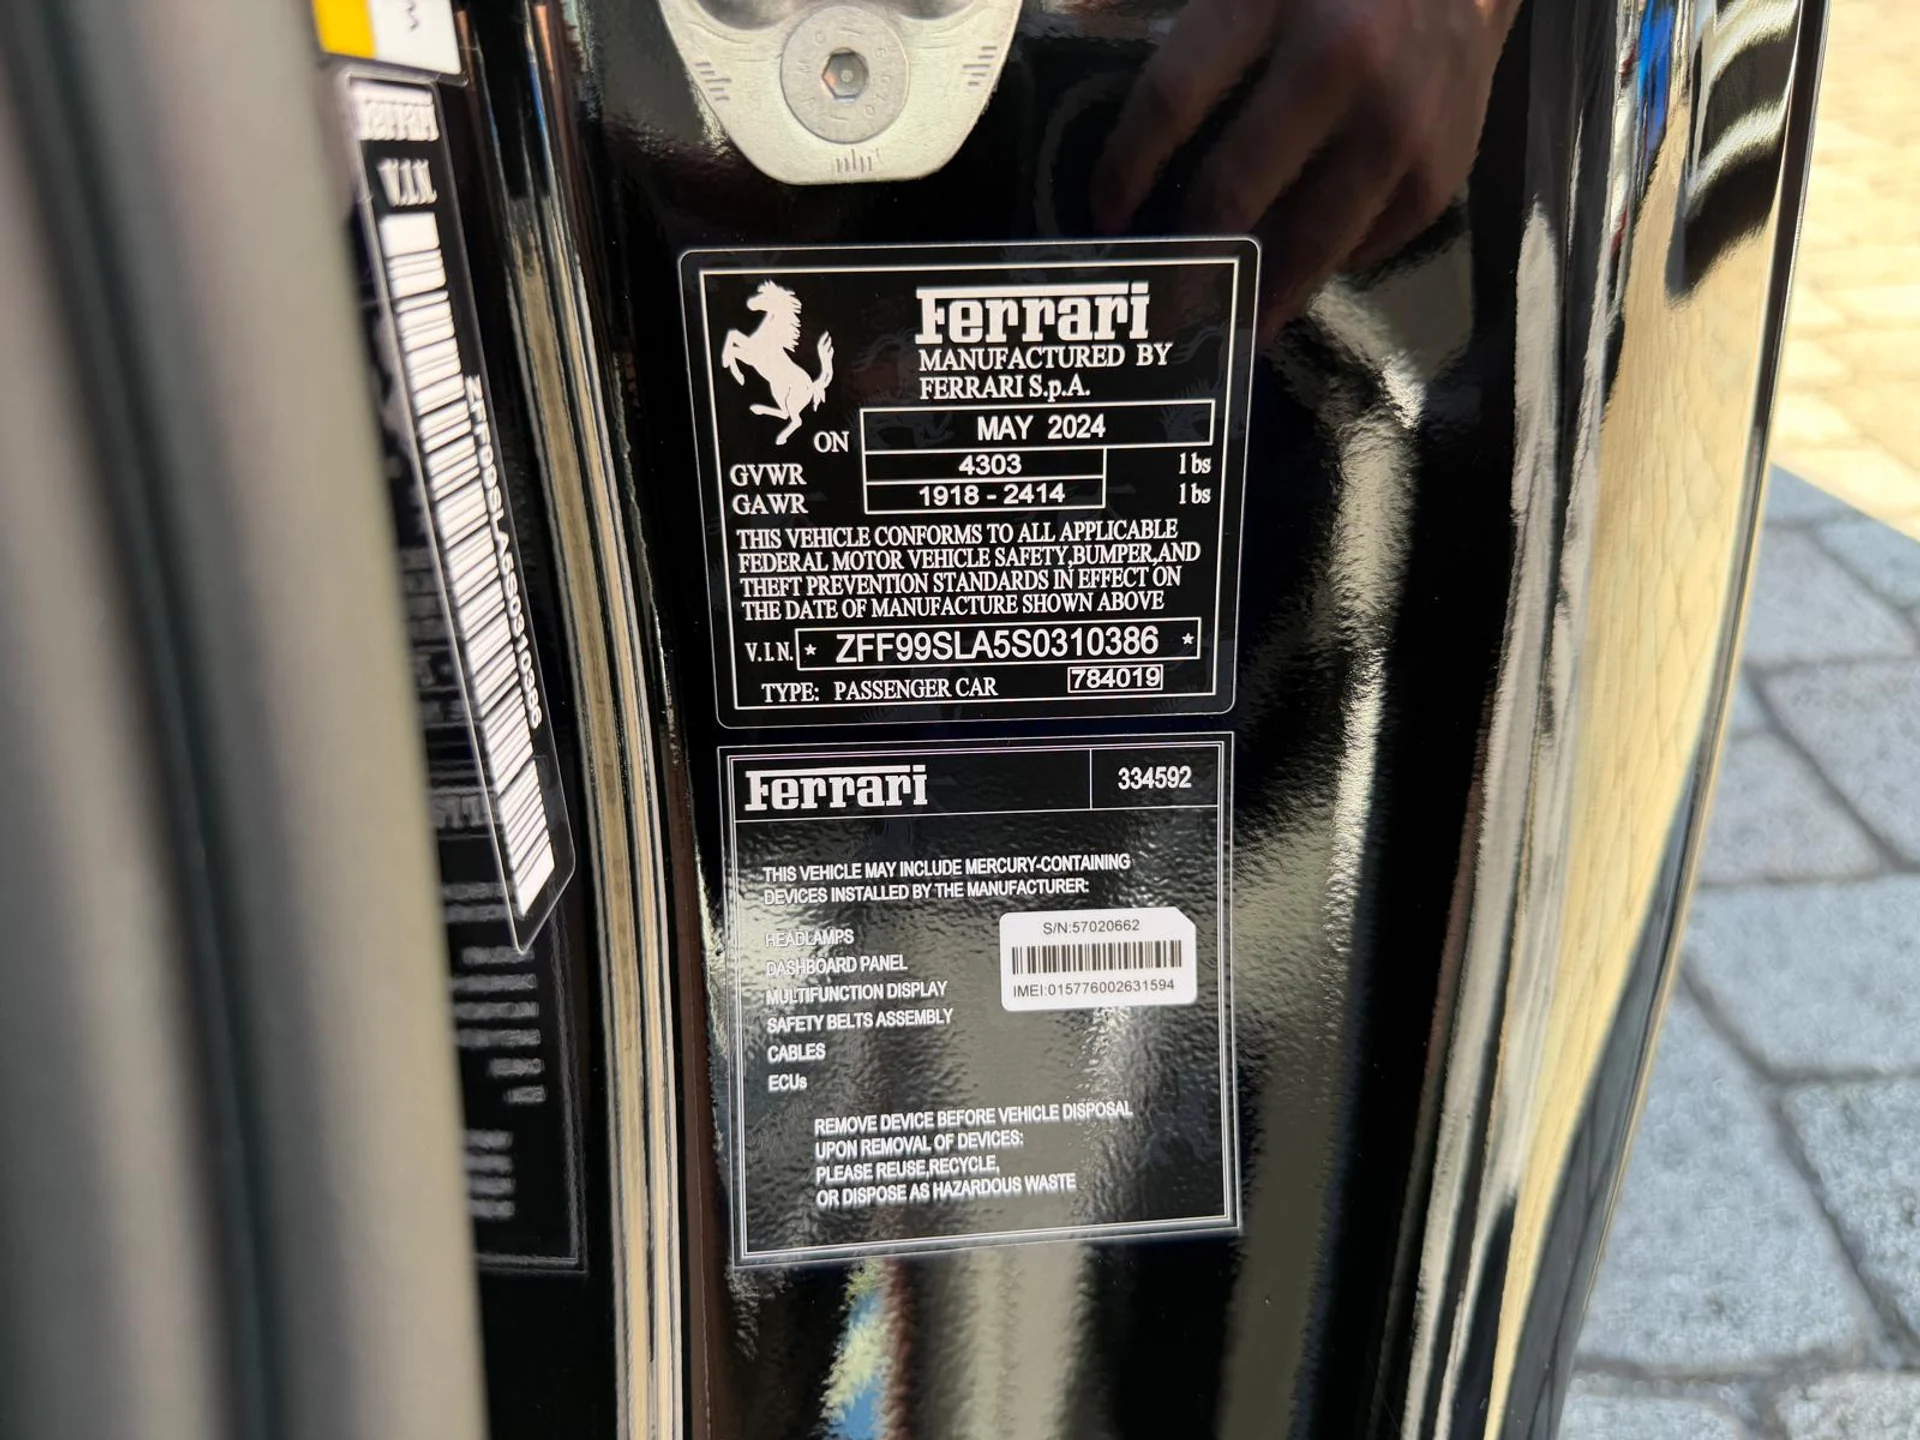 Ferrari
V.I.N.
ZFF99SLA5S0310386
Ferrari
MANUFACTURED BY
FERRARI S.p.A.
ON MAY 2024
GVWR 4303 lbs
GAWR 1918 - 2414 lbs
THIS VEHICLE CONFORMS TO ALL APPLICABLE
FEDERAL MOTOR VEHICLE SAFETY,BUMPER,AND
THEFT PREVENTION STANDARDS IN EFFECT ON
THE DATE OF MANUFACTURE SHOWN ABOVE
V.I.N. * ZFF99SLA5S0310386 *
TYPE: PASSENGER CAR 784019
Ferrari 334592
THIS VEHICLE MAY INCLUDE MERCURY-CONTAINING
DEVICES INSTALLED BY THE MANUFACTURER:
HEADLAMPS
DASHBOARD PANEL
MULTIFUNCTION DISPLAY
SAFETY BELTS ASSEMBLY
CABLES
ECUs
S/N:57020662
IMEI:015776002631594
REMOVE DEVICE BEFORE VEHICLE DISPOSAL
UPON REMOVAL OF DEVICES:
PLEASE REUSE,RECYCLE,
OR DISPOSE AS HAZARDOUS WASTE